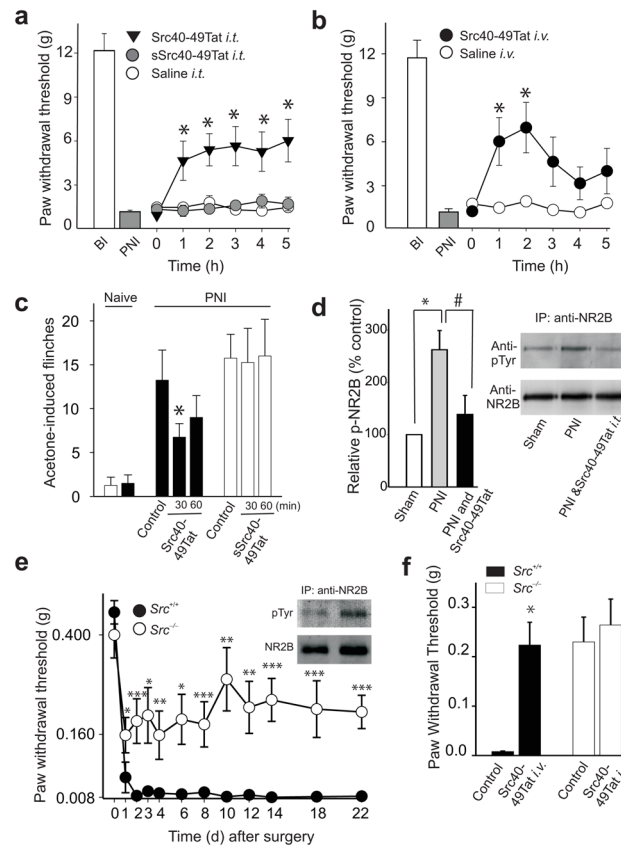 a
Paw withdrawal threshold (g)
12
9
6
3
0
Src40-49Tat i.t.
sSrc40-49Tat i.t.
Saline i.t.
* * * * *
BI
PNI
0 1 2 3 4 5
Time (h)
b
Paw withdrawal threshold (g)
12
9
6
3
0
Src40-49Tat i.v.
Saline i.v.
* *
BI
PNI
0 1 2 3 4 5
Time (h)
c
Acetone-induced flinches
20
15
10
5
0
Naive
PNI
*
Control
30 60
Src40-
49Tat
Control
30 60 (min)
sSrc40-
49Tat
d
Relative p-NR2B (% control)
300
200
100
0
* #
Sham
PNI
PNI and
Src40-49Tat
IP: anti-NR2B
Anti-
pTyr
Anti-
NR2B
Sham
PNI
PNI &Src40-49Tat i.t.
e
Paw withdrawal threshold (g)
0.400
0.160
0.008
Src+/+
Src–/–
IP: anti-NR2B
pTyr
NR2B
* *** * ** * *** ** ** *** *** ***
0 1 2 3 4 6 8 10 12 14 18 22
Time (d) after surgery
f
Paw Withdrawal Threshold (g)
0.3
0.2
0.1
0.0
Src+/+
Src–/–
*
Control
Src40-
49Tat i.v.
Control
Src40-